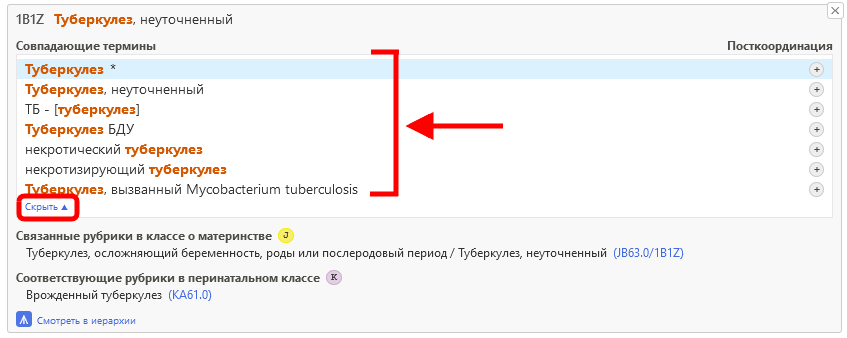 1B1Z Туберкулез, неуточненный
Совпадающие термины Посткоординация
Туберкулез *
Туберкулез, неуточненный
ТБ - [туберкулез]
Туберкулез БДУ
некротический туберкулез
некротизирующий туберкулез
Туберкулез, вызванный Mycobacterium tuberculosis
Скрыть ▲
Связанные рубрики в классе о материнстве J
Туберкулез, осложняющий беременность, роды или послеродовый период / Туберкулез, неуточненный (JB63.0/1B1Z)
Соответствующие рубрики в перинатальном классе K
Врожденный туберкулез (KA61.0)
Смотреть в иерархии